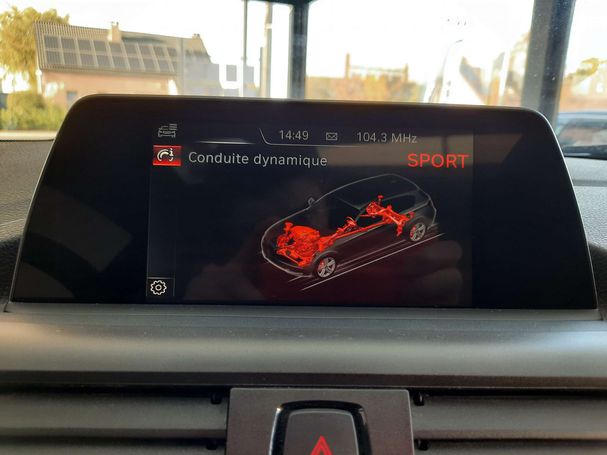 14:49 104.3 MHz
Conduite dynamique SPORT